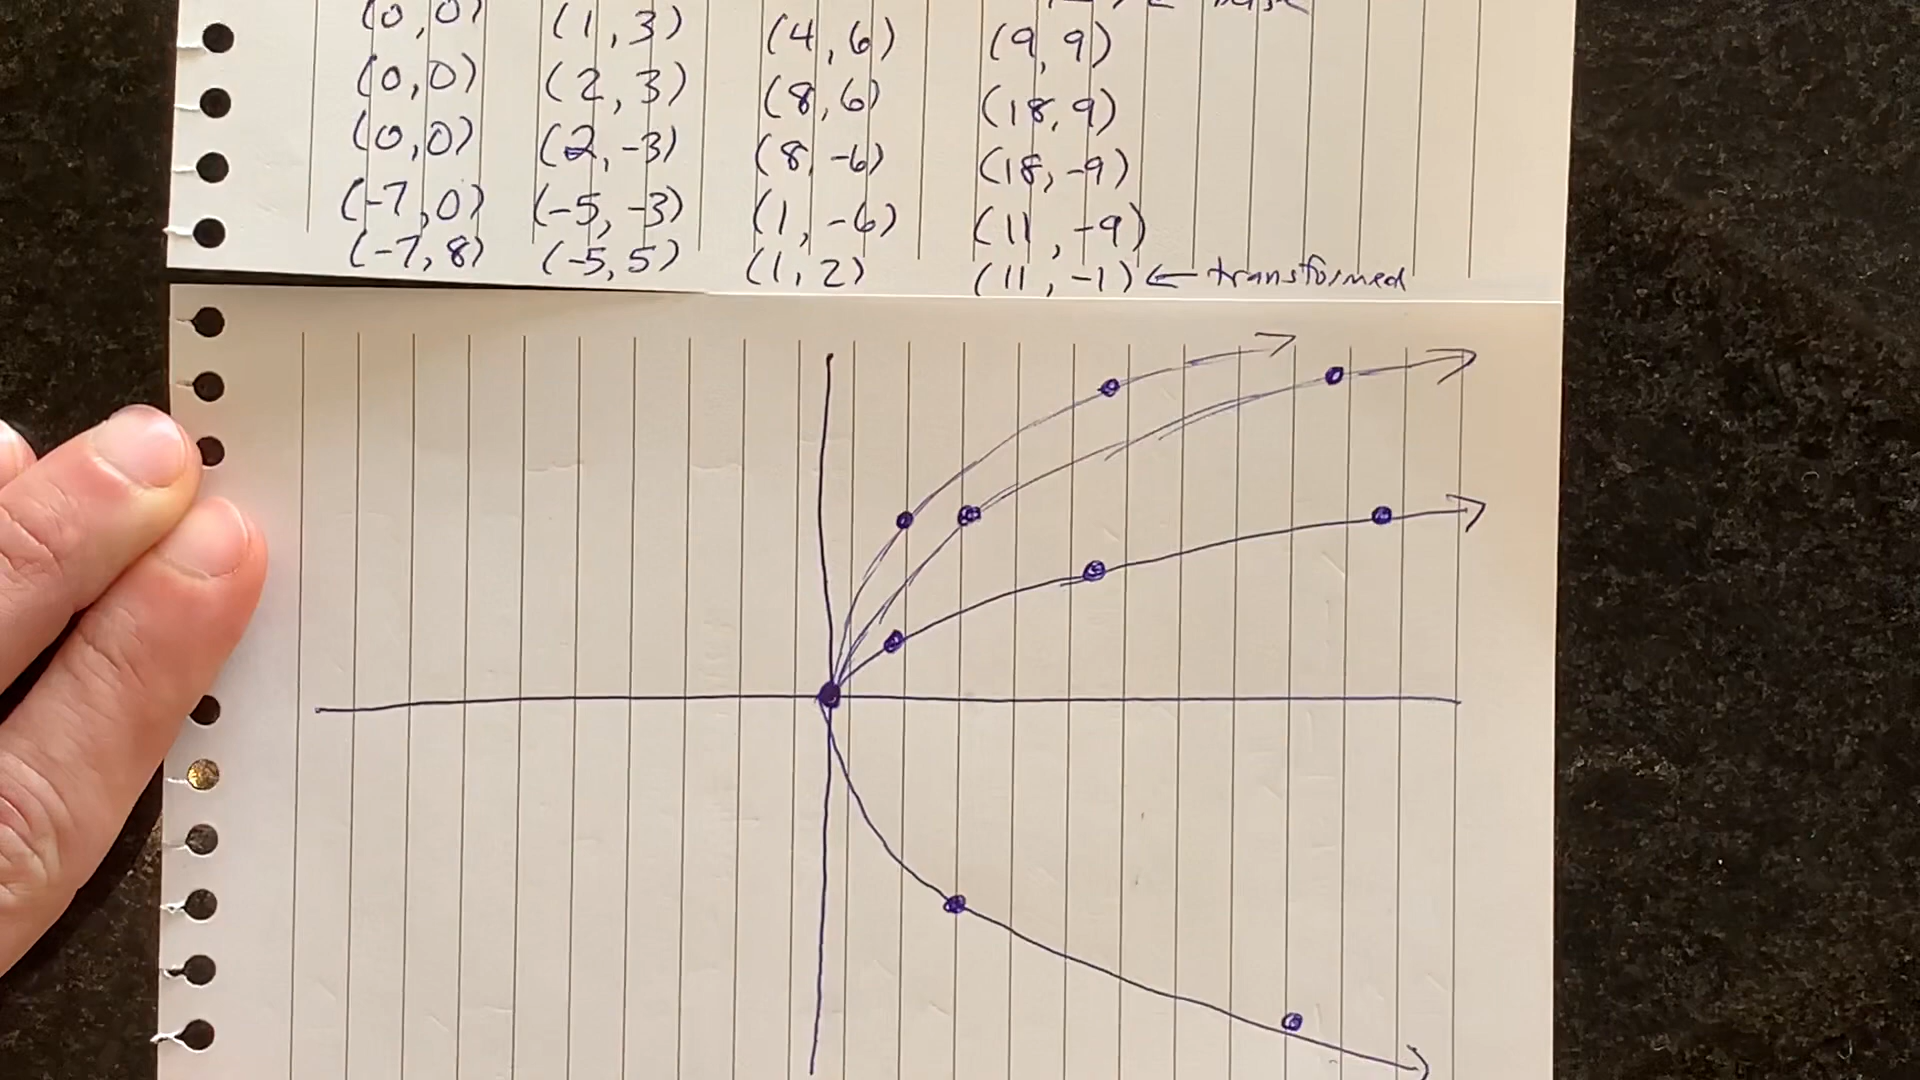 (0,0) (1,3) (4,6) (9,9)
(0,0) (2,3) (8,6) (18,9)
(0,0) (2,-3) (8,-6) (18,-9)
(-7,0) (-5,-3) (1,-6) (11,-9)
(-7,8) (-5,5) (1,2) (11,-1) ← transformed